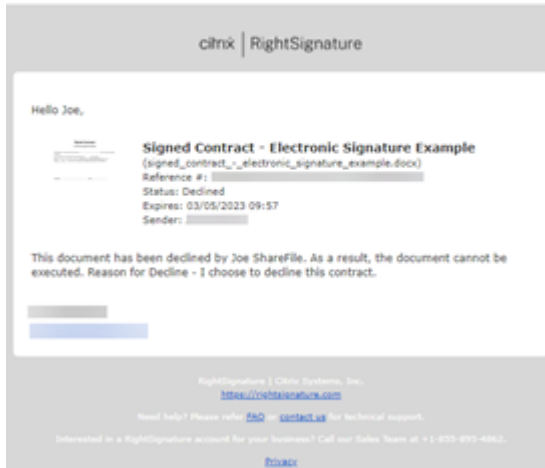 citrix | RightSignature
Hello Joe,
Signed Contract - Electronic Signature Example
(signed_contract_-_electronic_signature_example.docx)
Reference #:
Status: Declined
Expires: 03/05/2023 09:57
Sender:
This document has been declined by Joe ShareFile. As a result, the document cannot be
executed. Reason for Decline - I choose to decline this contract.
RightSignature | Citrix Systems, Inc.
https://rightsignature.com
Need help? Please refer FAQ or contact us for technical support.
Interested in a RightSignature account for your business? Call our Sales Team at +1-855-895-4862.
Privacy